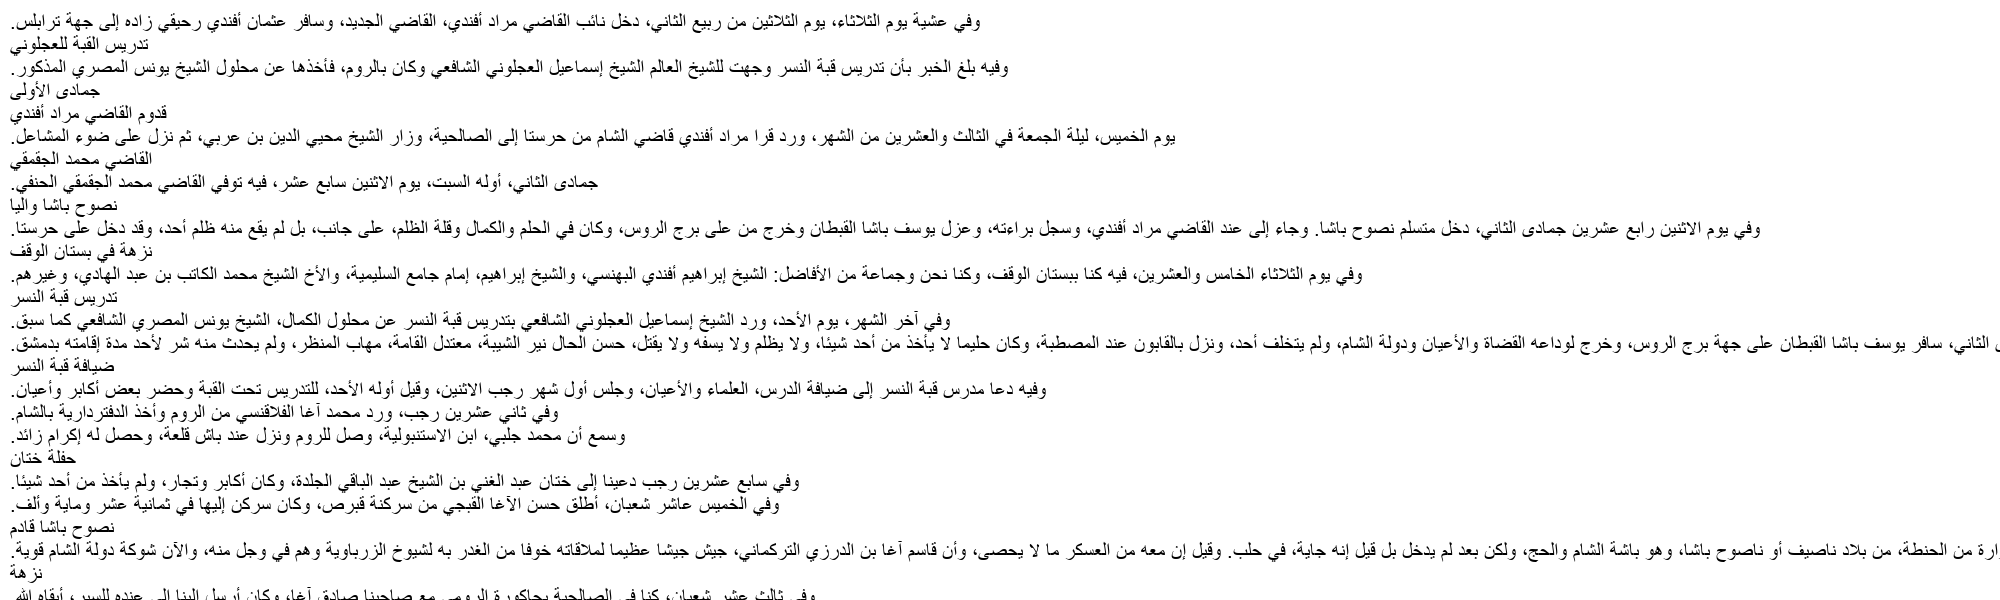 وفي عشية يوم الثلاثاء، يوم الثلاثين من ربيع الثاني، دخل نائب القاضي مراد أفندي، القاضي الجديد، وسافر عثمان أفندي رحيقي زاده إلى جهة ترابلس.
تدريس القبة للعجلوني
وفيه بلغ الخبر بأن تدريس قبة النسر وجهت للشيخ العالم الشيخ إسماعيل العجلوني الشافعي وكان بالروم، فأخذها عن محلول الشيخ يونس المصري المذكور.
جمادى الأولى
قدوم القاضي مراد أفندي
يوم الخميس، ليلة الجمعة في الثالث والعشرين من الشهر، ورد قرا مراد أفندي قاضي الشام من حرستا إلى الصالحية، وزار الشيخ محيي الدين بن عربي، ثم نزل على ضوء المشاعل.
القاضي محمد الجقمقي
جمادى الثاني، أوله السبت، يوم الاثنين سابع عشر، فيه توفي القاضي محمد الجقمقي الحنفي.
نصوح باشا واليا
وفي يوم الاثنين رابع عشرين جمادى الثاني، دخل متسلم نصوح باشا. وجاء إلى عند القاضي مراد أفندي، وسجل براءته، وعزل يوسف باشا القبطان وخرج من على برج الروس، وكان في الحلم والكمال وقلة الظلم، على جانب، بل لم يقع منه ظلم أحد، وقد دخل على حرستا.
نزهة في بستان الوقف
وفي يوم الثلاثاء الخامس والعشرين، فيه كنا ببستان الوقف، وكنا نحن وجماعة من الأفاضل: الشيخ إبراهيم أفندي البهنسي، والشيخ إبراهيم، إمام جامع السليمية، والأخ الشيخ محمد الكاتب بن عبد الهادي، وغيرهم.
تدريس قبة النسر
وفي آخر الشهر، يوم الأحد، ورد الشيخ إسماعيل العجلوني الشافعي بتدريس قبة النسر عن محلول الكمال، الشيخ يونس المصري الشافعي كما سبق.
الثاني، سافر يوسف باشا القبطان على جهة برج الروس، وخرج لوداعه القضاة والأعيان ودولة الشام، ولم يتخلف أحد، ونزل بالقابون عند المصطبة، وكان حليما لا يأخذ من أحد شيئا، ولا يظلم ولا يسفه ولا يقتل، حسن الحال نير الشيبة، معتدل القامة، مهاب المنظر، ولم يحدث منه شر لأحد مدة إقامته بدمشق.
ضيافة قبة النسر
وفيه دعا مدرس قبة النسر إلى ضيافة الدرس، العلماء والأعيان، وجلس أول شهر رجب الاثنين، وقيل أوله الأحد، للتدريس تحت القبة وحضر بعض أكابر وأعيان.
وفي ثاني عشرين رجب، ورد محمد آغا الفلاقنسي من الروم وأخذ الدفتردارية بالشام.
وسمع أن محمد جلبي، ابن الاستنبولية، وصل للروم ونزل عند باش قلعة، وحصل له إكرام زائد.
حفلة ختان
وفي سابع عشرين رجب دعينا إلى ختان عبد الغني بن الشيخ عبد الباقي الجلدة، وكان أكابر وتجار، ولم يأخذ من أحد شيئا.
وفي الخميس عاشر شعبان، أطلق حسن الآغا القبجي من سركنة قبرص، وكان سركن إليها في ثمانية عشر وماية وألف.
نصوح باشا قادم
من الحنطة، من بلاد ناصيف أو ناصوح باشا، وهو باشة الشام والحج، ولكن بعد لم يدخل بل قيل إنه جاية، في حلب. وقيل إن معه من العسكر ما لا يحصى، وأن قاسم آغا بن الدرزي التركماني، جيش جيشا عظيما لملاقاته خوفا من الغدر به لشيوخ الزرباوية وهم في وجل منه، والآن شوكة دولة الشام قوية.
نزهة
وفي ثالث عشر شعبان، كنا في الصالحية بحاكورة الرومي مع صاحبنا صادق آغا، وكان أرسل إلينا إلى عنده للسير، أبقاه الله